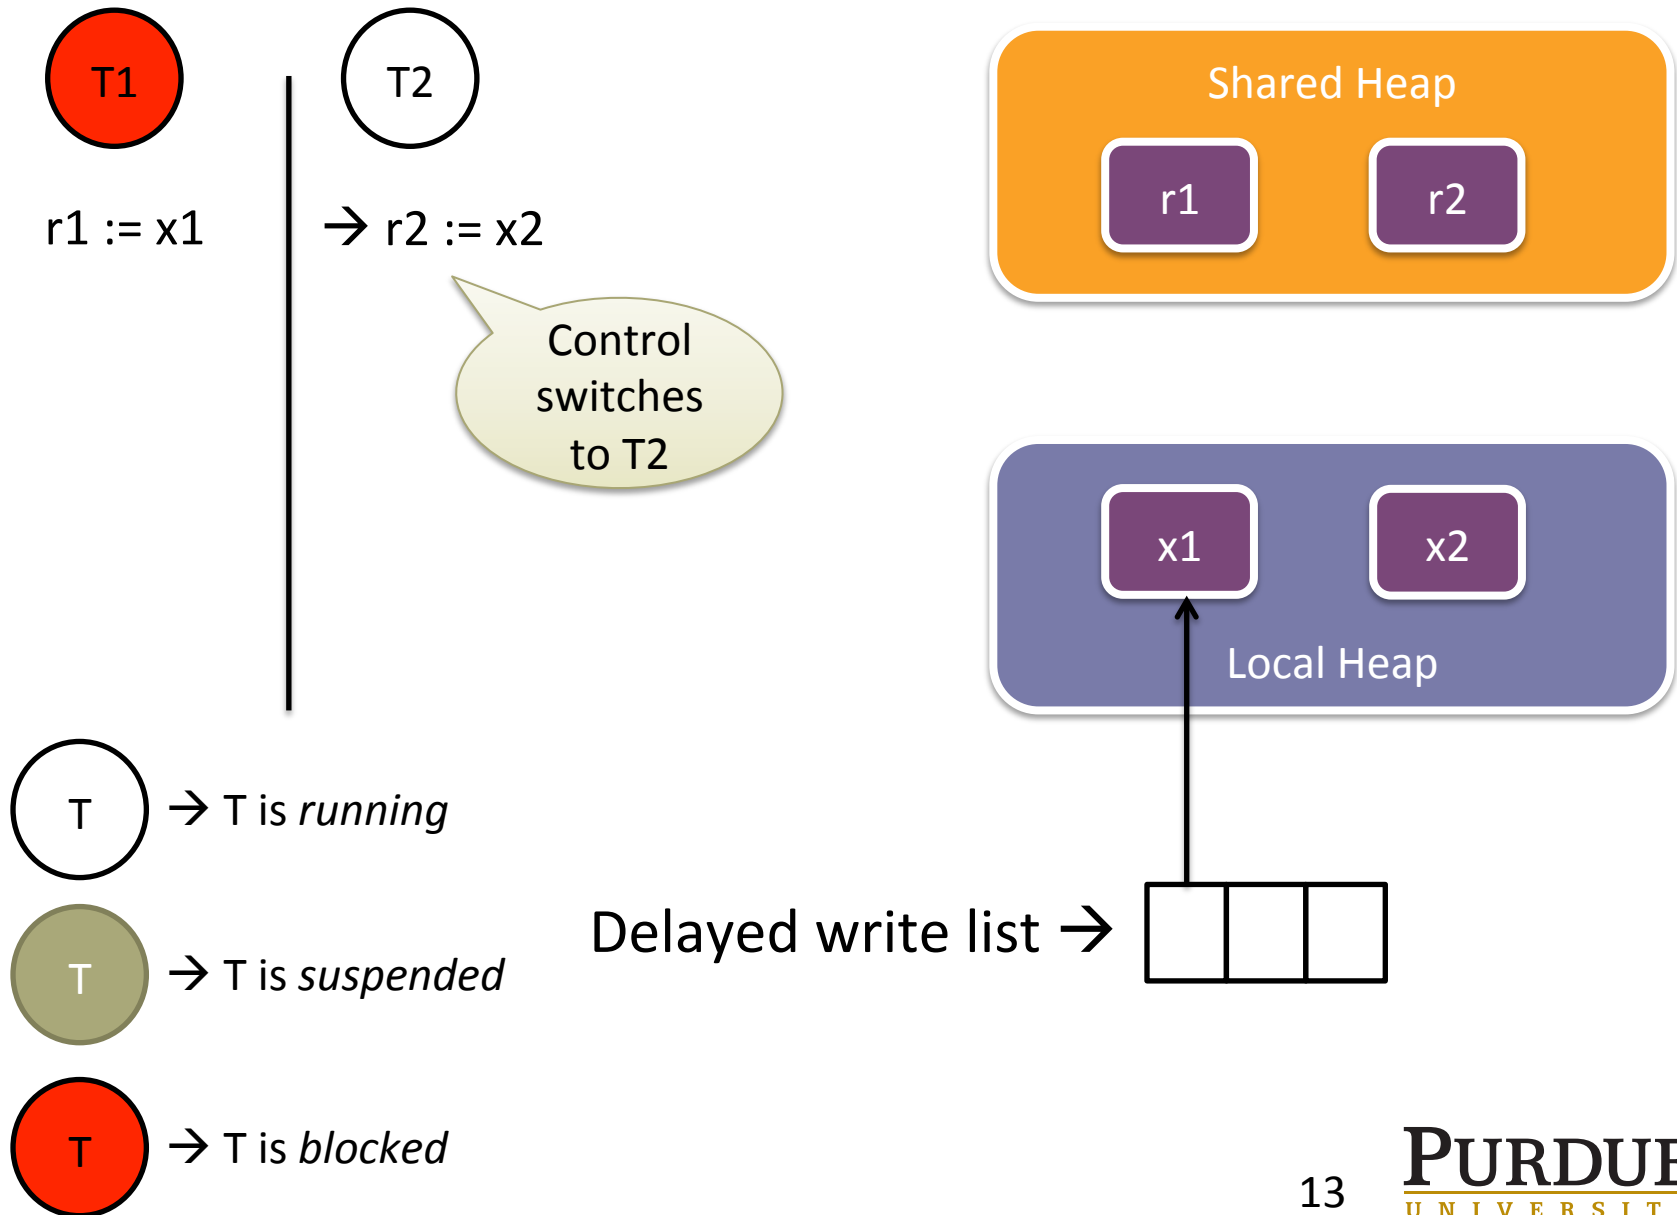 T1
T2
Shared Heap
r1
r2
r1 := x1
→ r2 := x2
Control
switches
to T2
x1
x2
Local Heap
T
→ T is running
Delayed write list →
T
→ T is suspended
T
→ T is blocked
13
PURDUE
UNIVERSIT